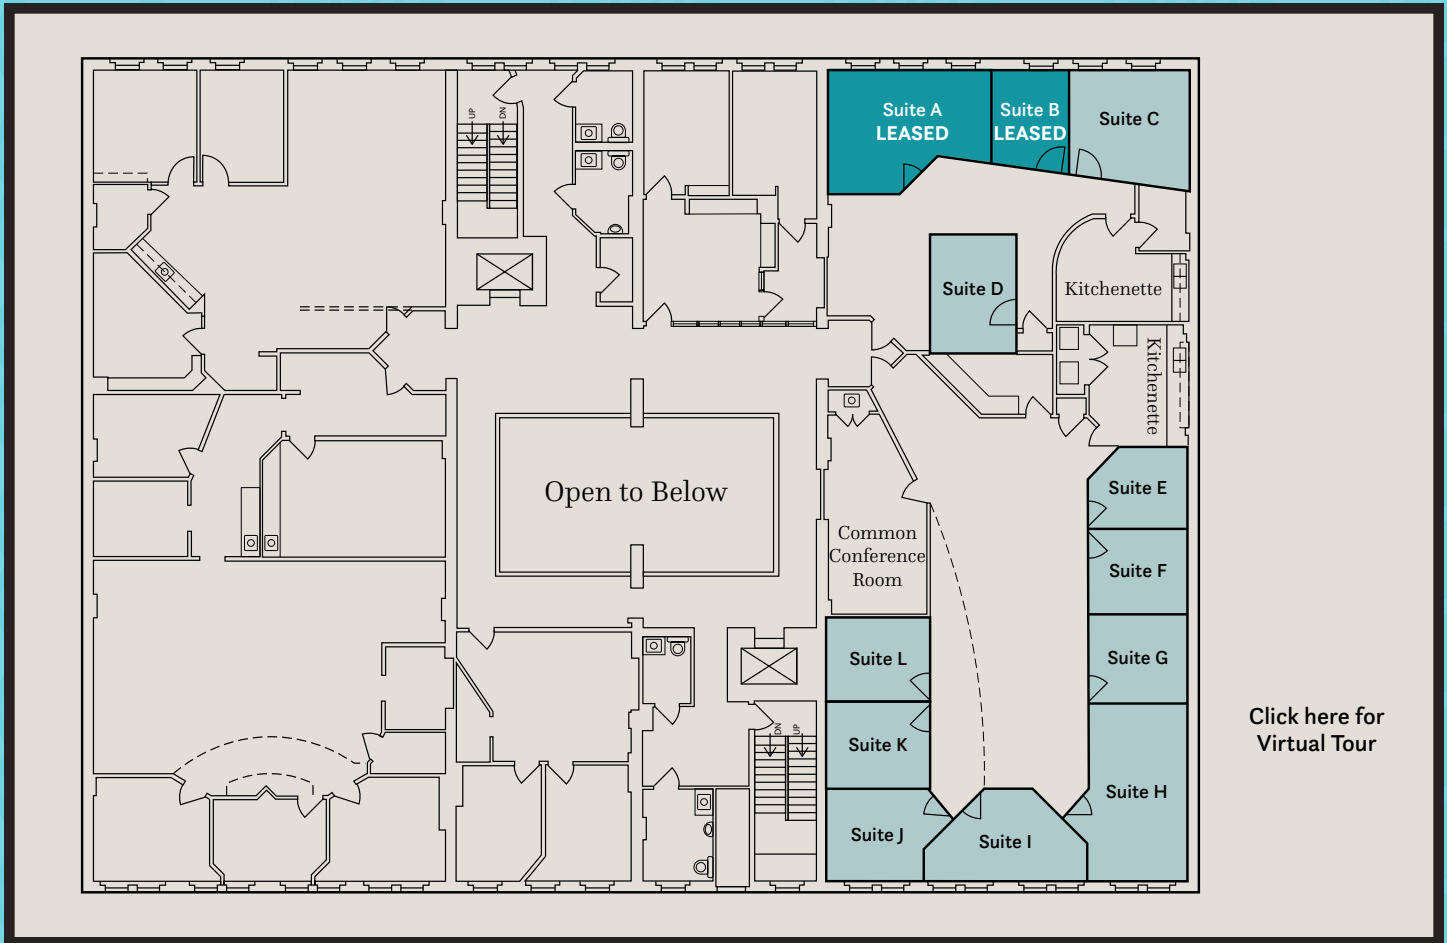 UP
DN
Suite A
LEASED
Suite B
LEASED
Suite C
Suite D
Kitchenette
Kitchenette
Open to Below
Common
Conference
Room
Suite E
Suite F
Suite G
Suite H
Suite I
Suite J
Suite K
Suite L
DN
UP
Click here for
Virtual Tour